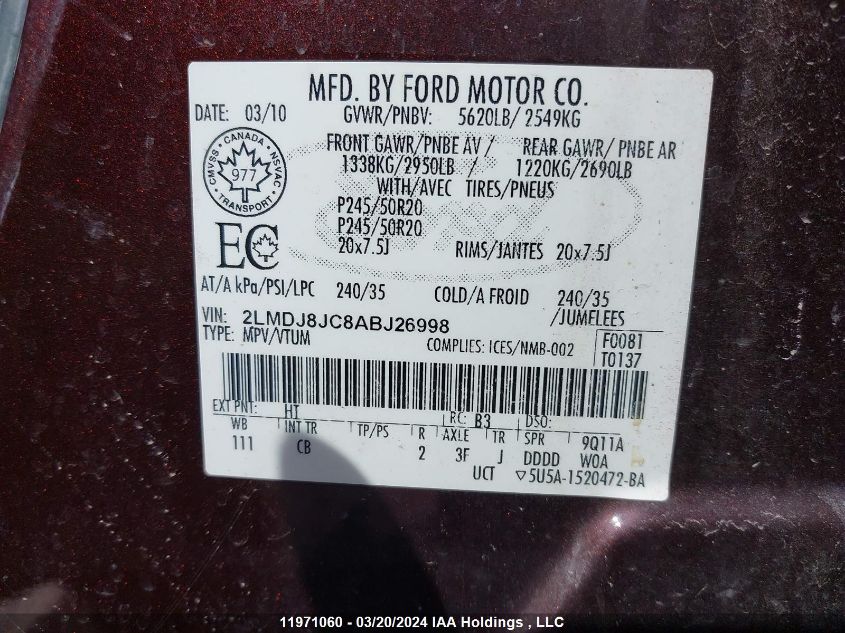 MFD. BY FORD MOTOR CO.
DATE: 03/10
GVWR/PNBV: 5620LB/ 2549KG
FRONT GAWR/PNBE AV / REAR GAWR/ PNBE AR
1338KG/2950LB / 1220KG/2690LB
WITH/AVEC TIRES/PNEUS
CANADA
CMVSS NSVAC
977
TRANSPORT
P245/50R20
P245/50R20
20x7.5J RIMS/JANTES 20x7.5J
EC
AT/A kPa/PSI/LPC 240/35 COLD/A FROID 240/35
/JUMELEES
VIN: 2LMDJ8JC8ABJ26998
TYPE: MPV/VTUM
COMPLIES: ICES/NMB-002
F0081
T0137
EXT PNT: HT RC: B3 DSO:
WB INT TR TP/PS R AXLE TR SPR 9Q11A
111 CB 2 3F J DDDD WOA
UCT ▽5U5A-1520472-BA
11971060 - 03/20/2024 IAA Holdings , LLC